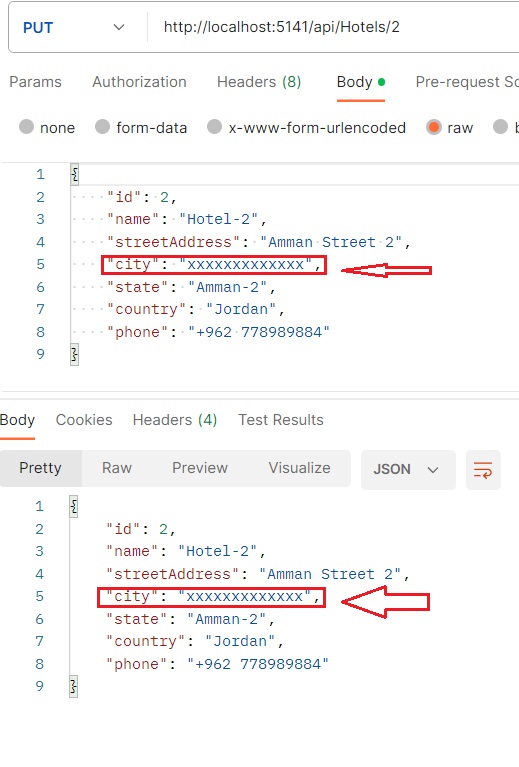 PUT http://localhost:5141/api/Hotels/2
Params Authorization Headers (8) Body Pre-request Sc
none form-data x-www-form-urlencoded raw b
1 {
2 "id": 2,
3 "name": "Hotel-2",
4 "streetAddress": "Amman Street 2",
5 "city": "xxxxxxxxxxxxx",
6 "state": "Amman-2",
7 "country": "Jordan",
8 "phone": "+962 778989884"
9 }
Body Cookies Headers (4) Test Results
Pretty Raw Preview Visualize JSON
1 {
2 "id": 2,
3 "name": "Hotel-2",
4 "streetAddress": "Amman Street 2",
5 "city": "xxxxxxxxxxxxx",
6 "state": "Amman-2",
7 "country": "Jordan",
8 "phone": "+962 778989884"
9 }